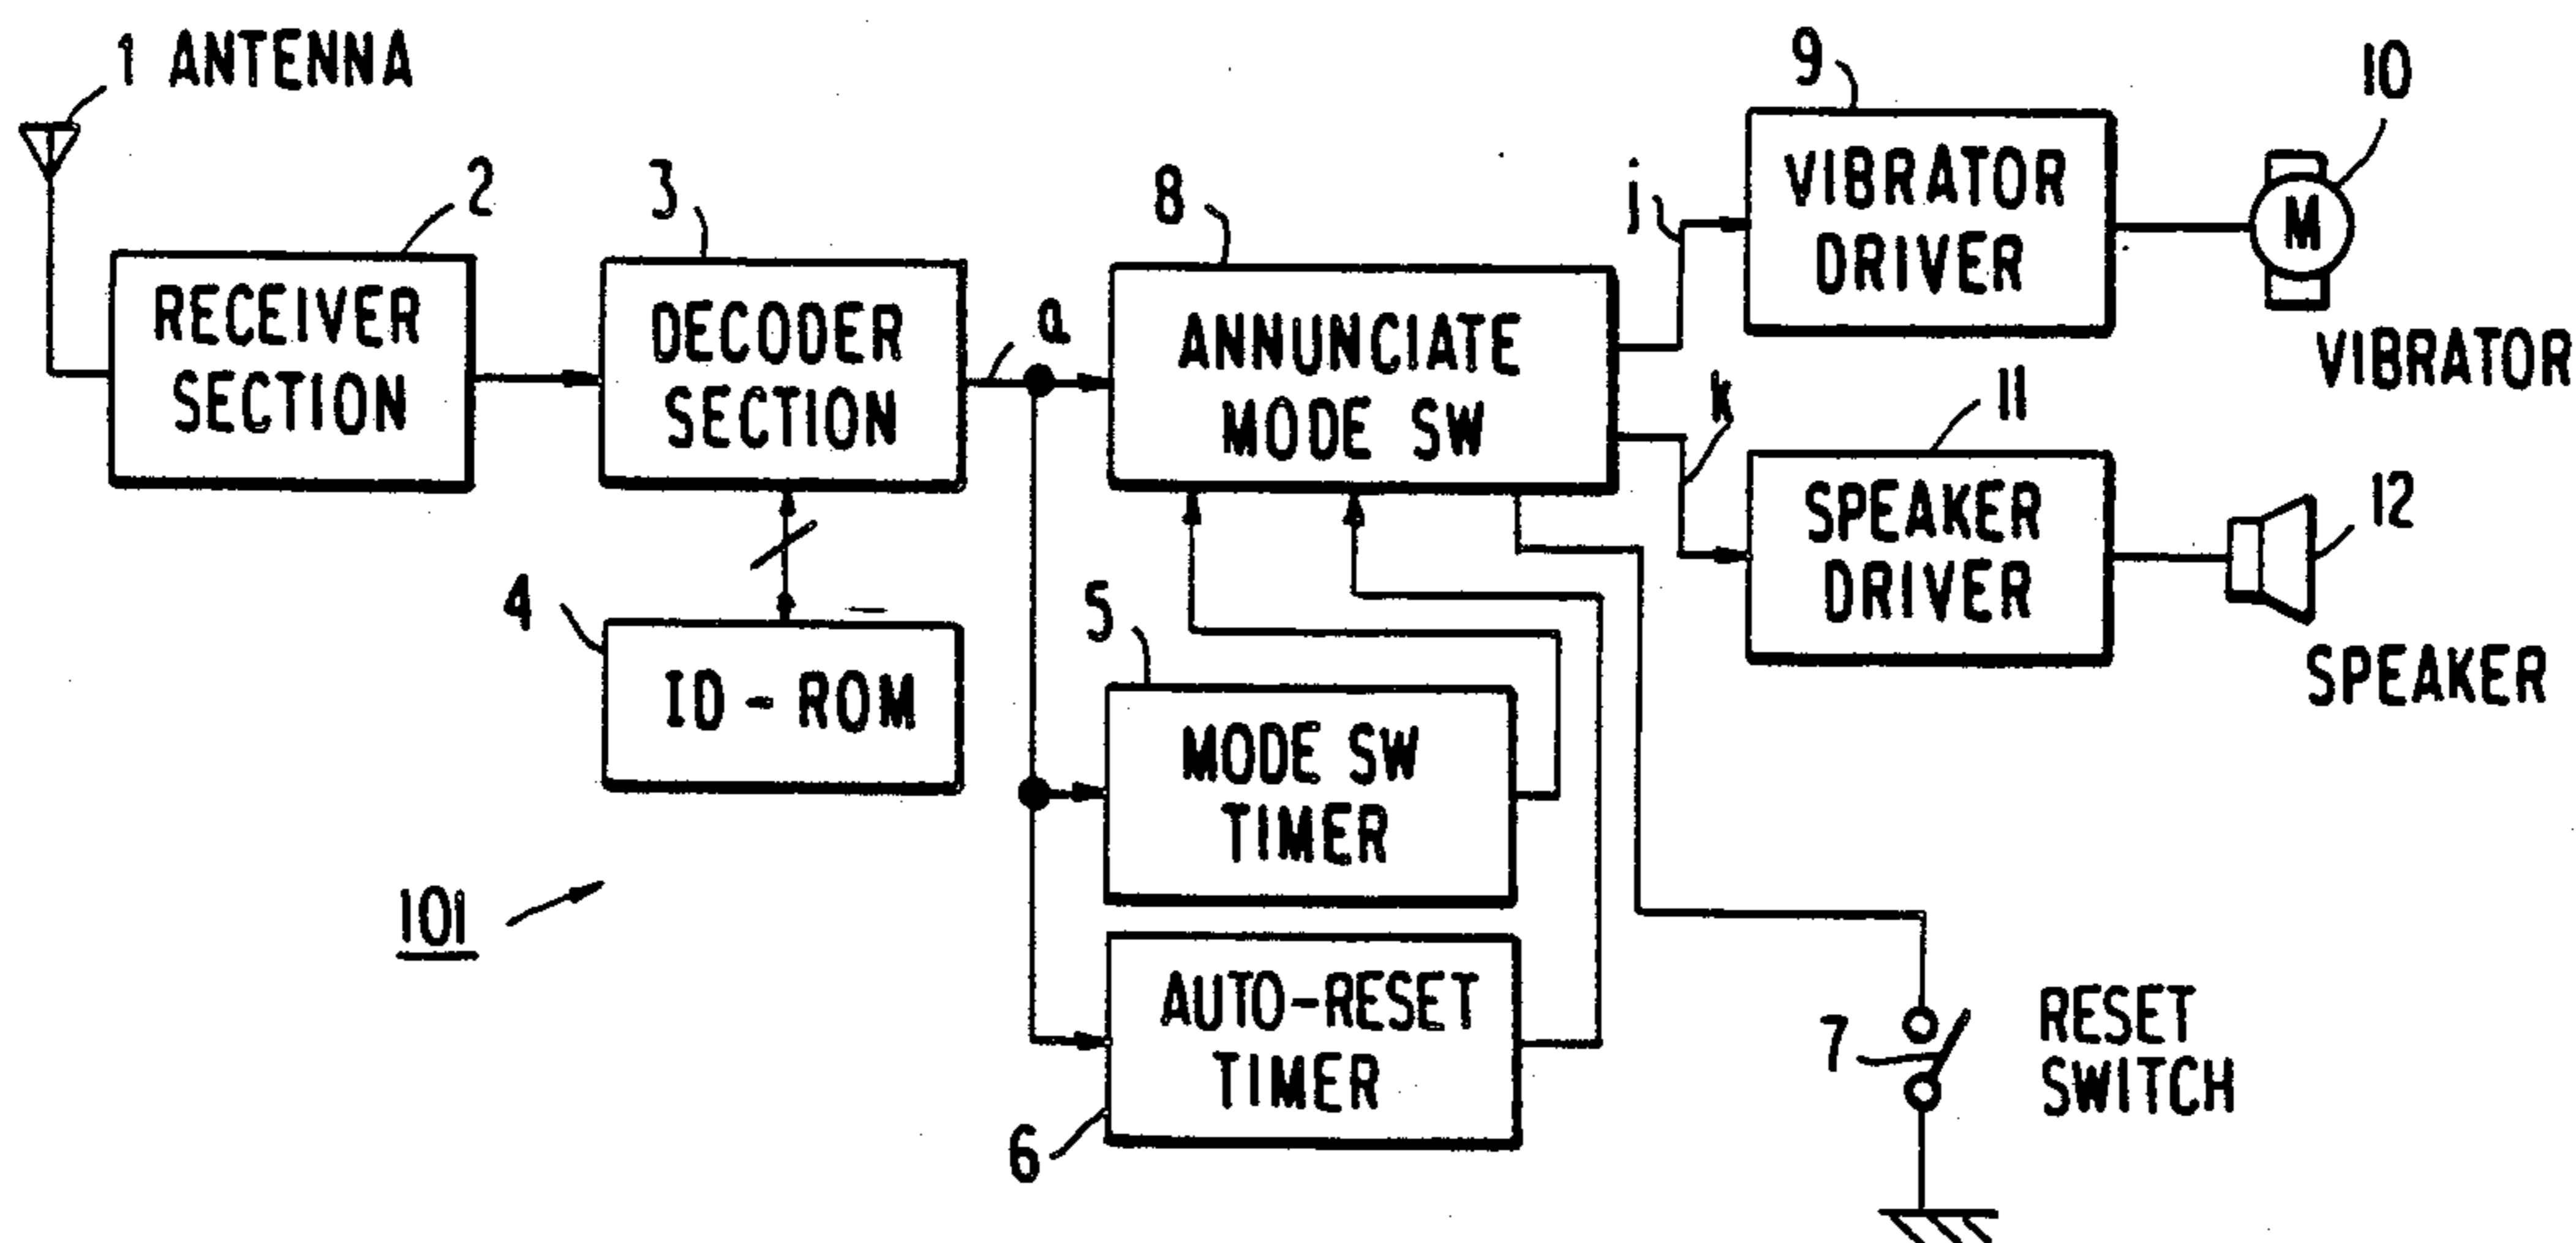 1 ANTENNA
2
RECEIVER
SECTION
3
DECODER
SECTION
4
ID-ROM
a
8
ANNUNCIATE
MODE SW
5
MODE SW
TIMER
6
AUTO-RESET
TIMER
j
k
9
VIBRATOR
DRIVER
10
M
VIBRATOR
11
SPEAKER
DRIVER
12
SPEAKER
7
RESET
SWITCH
101